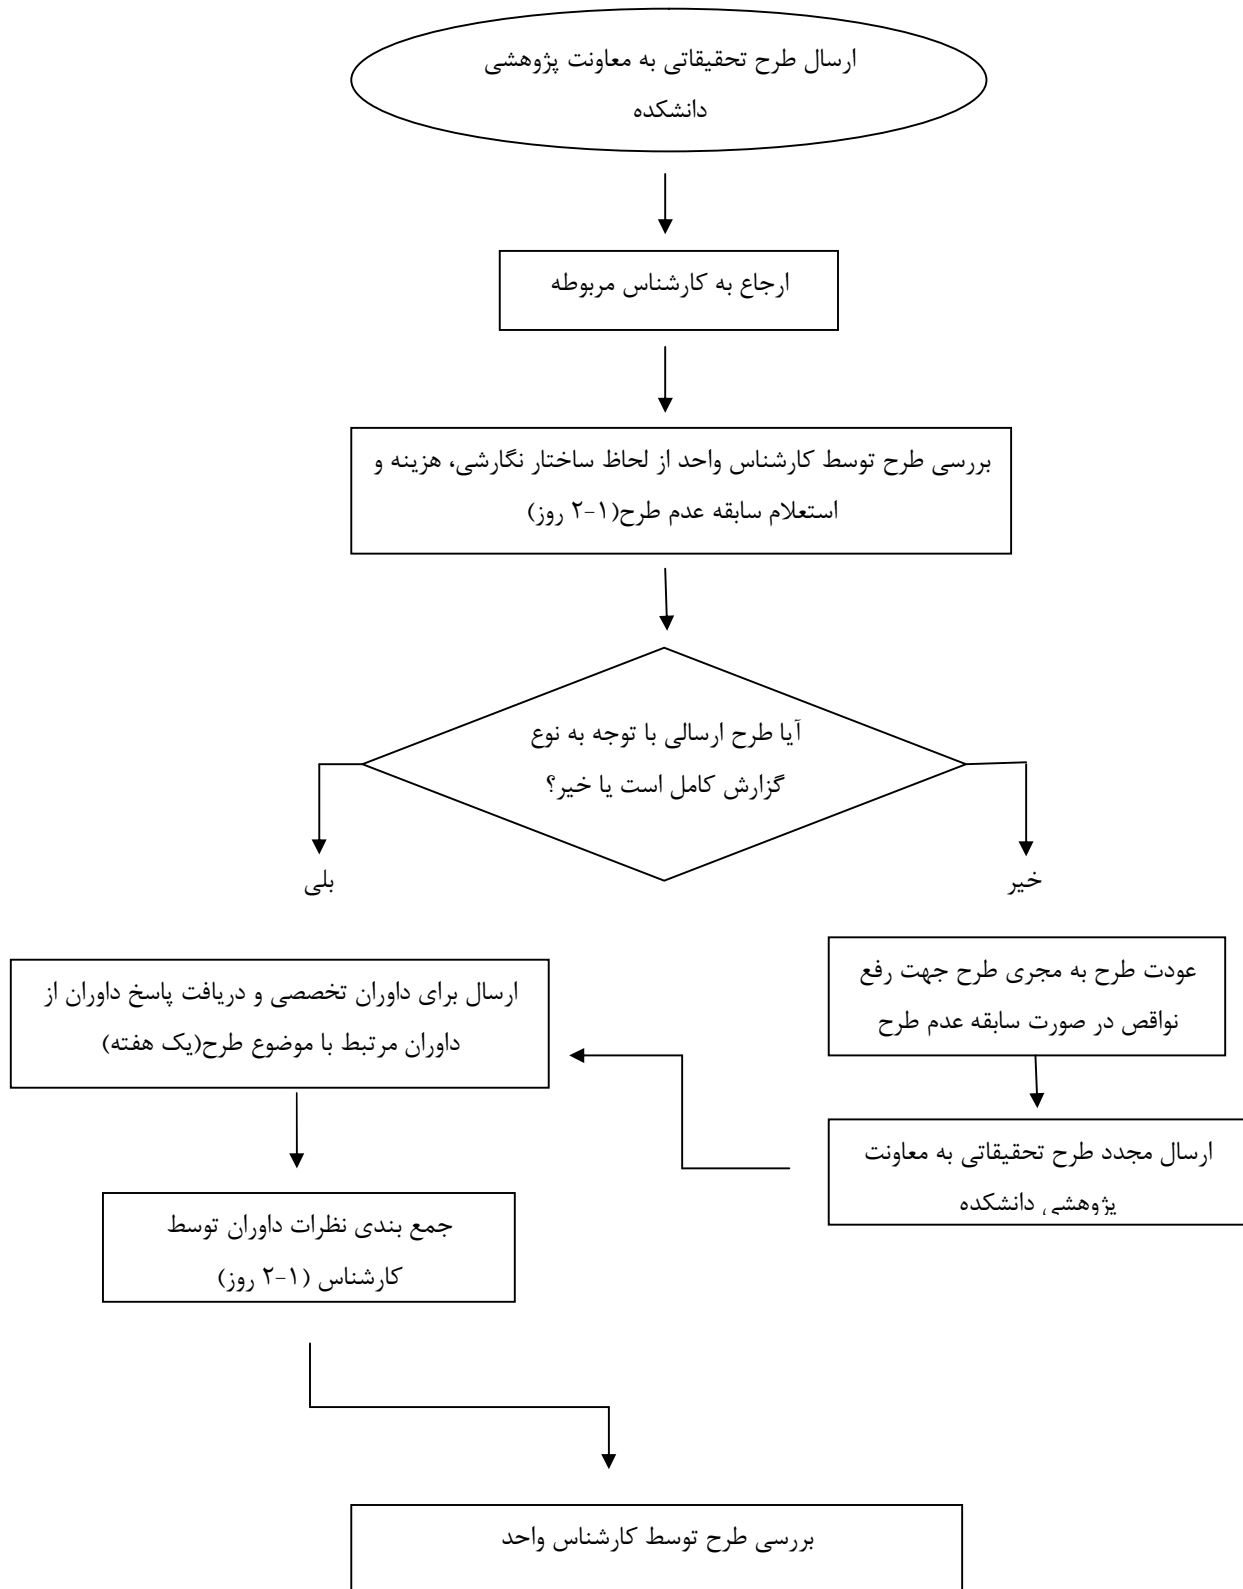 ارسال طرح تحقیقاتی به معاونت پژوهشی
دانشکده
ارجاع به کارشناس مربوطه
بررسی طرح توسط کارشناس واحد از لحاظ ساختار نگارشی، هزینه و
استعلام سابقه عدم طرح(۱-۲ روز)
آیا طرح ارسالی با توجه به نوع
گزارش کامل است یا خیر؟
خیر
بلی
عودت طرح به مجری طرح جهت رفع
نواقص در صورت سابقه عدم طرح
ارسال برای داوران تخصصی و دریافت پاسخ داوران از
داوران مرتبط با موضوع طرح(یک هفته)
ارسال مجدد طرح تحقیقاتی به معاونت
پژوهشی دانشکده
جمع بندی نظرات داوران توسط
کارشناس (۱-۲ روز)
بررسی طرح توسط کارشناس واحد